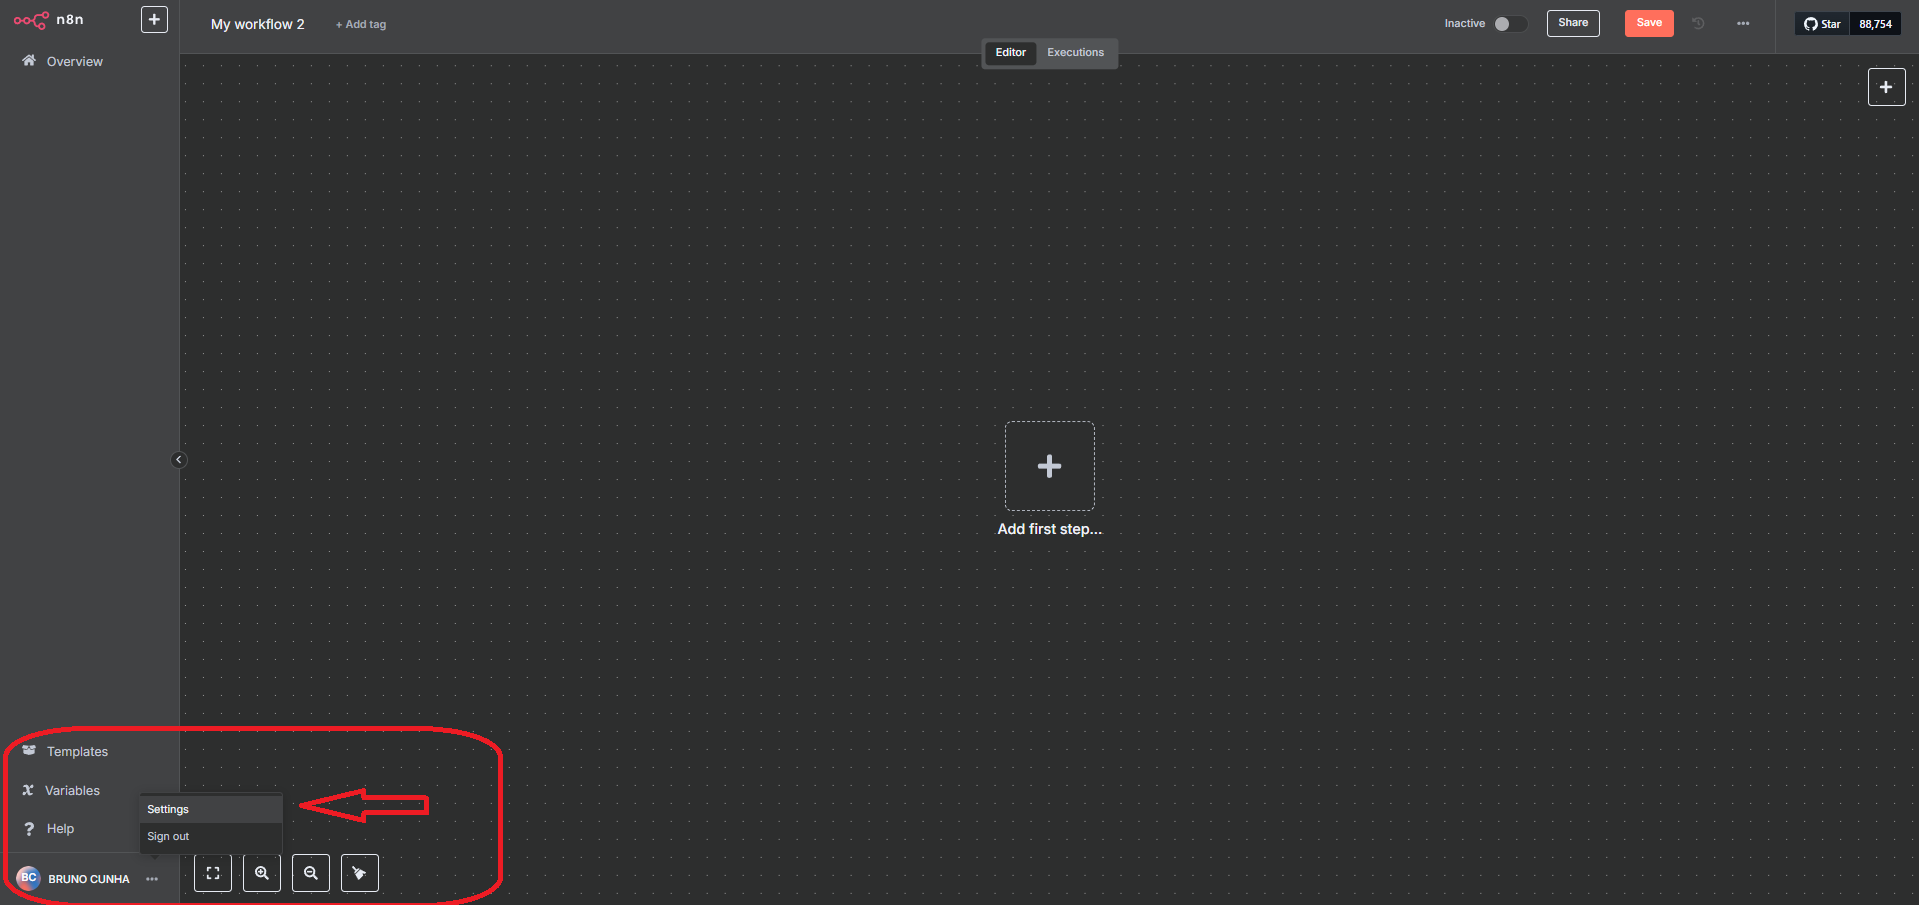 n8n
My workflow 2
+ Add tag
Inactive
Share
Save
Star
88,754
Overview
Editor
Executions
Add first step...
Templates
Variables
Settings
Help
Sign out
BC
BRUNO CUNHA